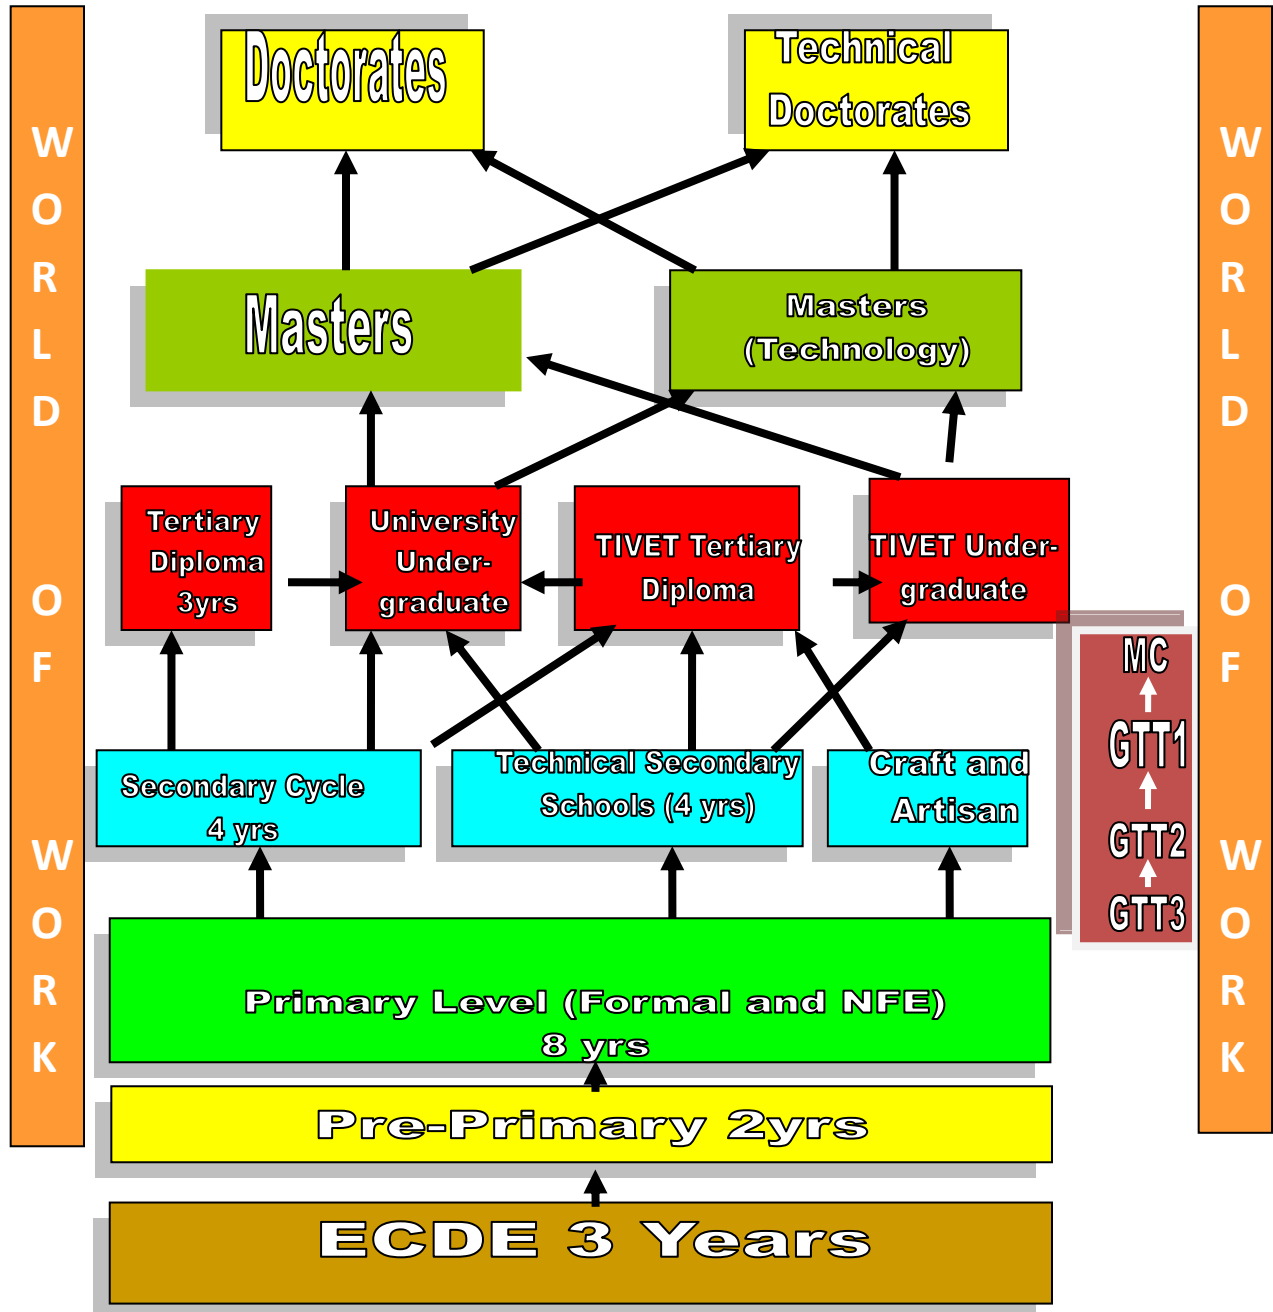 WORLD OF WORK
Doctorates
Technical
Doctorates
Masters
Masters
(Technology)
Tertiary
Diploma
3yrs
University
Under-
graduate
TIVET Tertiary
Diploma
TIVET Under-
graduate
Secondary Cycle
4 yrs
Technical Secondary
Schools (4 yrs)
Craft and
Artisan
MC
GTT1
GTT2
GTT3
Primary Level (Formal and NFE)
8 yrs
Pre-Primary 2yrs
ECDE 3 Years
WORLD OF WORK